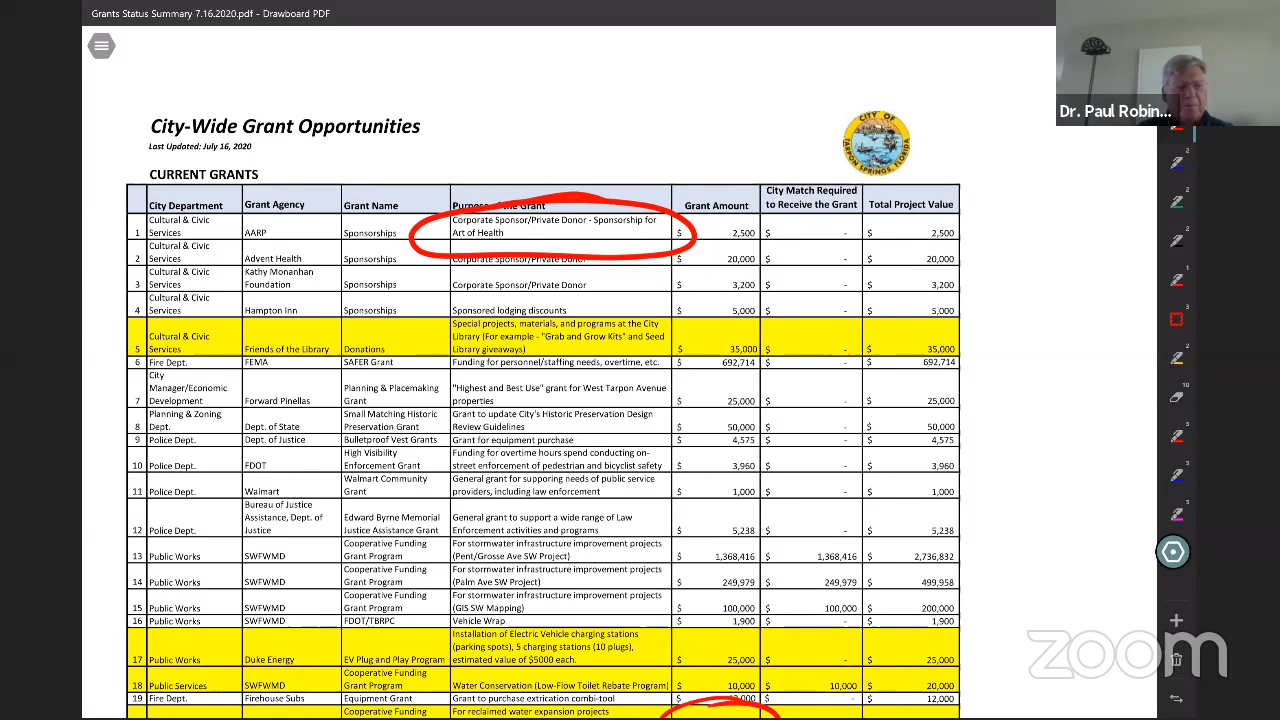 Grants Status Summary 7.16.2020.pdf - Drawboard PDF
Dr. Paul Robin...
City-Wide Grant Opportunities
Last Updated: July 16, 2020
CITY OF TARPON SPRINGS, FLORIDA
CURRENT GRANTS
City Department Grant Agency Grant Name Purpose of the Grant Grant Amount City Match Required to Receive the Grant Total Project Value
1 Cultural & Civic Services AARP Sponsorships Corporate Sponsor/Private Donor - Sponsorship for Art of Health $ 2,500 $ - $ 2,500
2 Cultural & Civic Services Advent Health Sponsorships Corporate Sponsor/Private Donor $ 20,000 $ - $ 20,000
3 Cultural & Civic Services Kathy Monanhan Foundation Sponsorships Corporate Sponsor/Private Donor $ 3,200 $ - $ 3,200
4 Cultural & Civic Services Hampton Inn Sponsorships Sponsored lodging discounts $ 5,000 $ - $ 5,000
5 Cultural & Civic Services Friends of the Library Donations Special projects, materials, and programs at the City Library (For example - "Grab and Grow Kits" and Seed Library giveaways) $ 35,000 $ - $ 35,000
6 Fire Dept. FEMA SAFER Grant Funding for personnel/staffing needs, overtime, etc. $ 692,714 $ - $ 692,714
7 City Manager/Economic Development Forward Pinellas Planning & Placemaking Grant "Highest and Best Use" grant for West Tarpon Avenue properties $ 25,000 $ - $ 25,000
8 Planning & Zoning Dept. Dept. of State Small Matching Historic Preservation Grant Grant to update City's Historic Preservation Design Review Guidelines $ 50,000 $ - $ 50,000
9 Police Dept. Dept. of Justice Bulletproof Vest Grants Grant for equipment purchase $ 4,575 $ - $ 4,575
10 Police Dept. FDOT High Visibility Enforcement Grant Funding for overtime hours spend conducting on-street enforcement of pedestrian and bicyclist safety $ 3,960 $ - $ 3,960
11 Police Dept. Walmart Walmart Community Grant General grant for supporing needs of public service providers, including law enforcement $ 1,000 $ - $ 1,000
12 Police Dept. Bureau of Justice Assistance, Dept. of Justice Edward Byrne Memorial Justice Assistance Grant General grant to support a wide range of Law Enforcement activities and programs $ 5,238 $ - $ 5,238
13 Public Works SWFWMD Cooperative Funding Grant Program For stormwater infrastructure improvement projects (Pent/Grosse Ave SW Project) $ 1,368,416 $ 1,368,416 $ 2,736,832
14 Public Works SWFWMD Cooperative Funding Grant Program For stormwater infrastructure improvement projects (Palm Ave SW Project) $ 249,979 $ 249,979 $ 499,958
15 Public Works SWFWMD Cooperative Funding Grant Program For stormwater infrastructure improvement projects (GIS SW Mapping) $ 100,000 $ 100,000 $ 200,000
16 Public Works SWFWMD FDOT/TBRPC Vehicle Wrap $ 1,900 $ - $ 1,900
17 Public Works Duke Energy EV Plug and Play Program Installation of Electric Vehicle charging stations (parking spots), 5 charging stations (10 plugs), estimated value of $5000 each. $ 25,000 $ - $ 25,000
18 Public Services SWFWMD Cooperative Funding Grant Program Water Conservation (Low-Flow Toilet Rebate Program) $ 10,000 $ 10,000 $ 20,000
19 Fire Dept. Firehouse Subs Equipment Grant Grant to purchase extrication combi-tool $ 12,000 $ - $ 12,000
Cooperative Funding For reclaimed water expansion projects
zoom